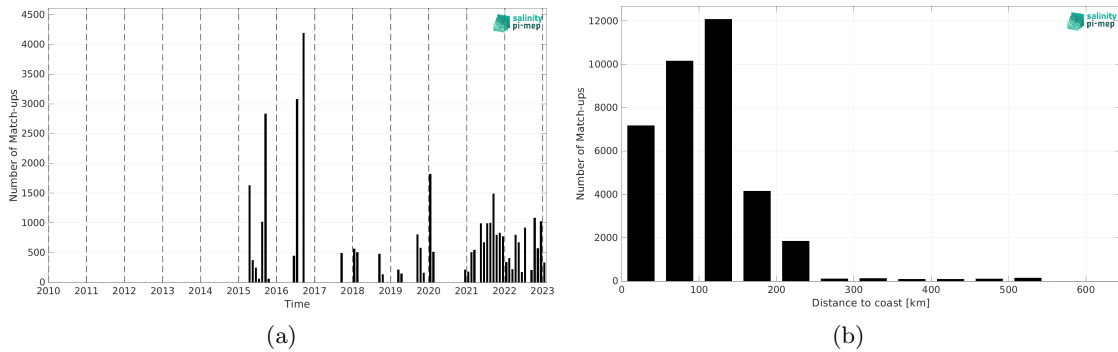 4500
4000
3500
3000
2500
2000
1500
1000
500
0
Number of Match-ups
2010 2011 2012 2013 2014 2015 2016 2017 2018 2019 2020 2021 2022 2023
Time
salinity
pi-mep
(a)
12000
10000
8000
6000
4000
2000
0
Number of Match-ups
0 100 200 300 400 500 600
Distance to coast [km]
salinity
pi-mep
(b)